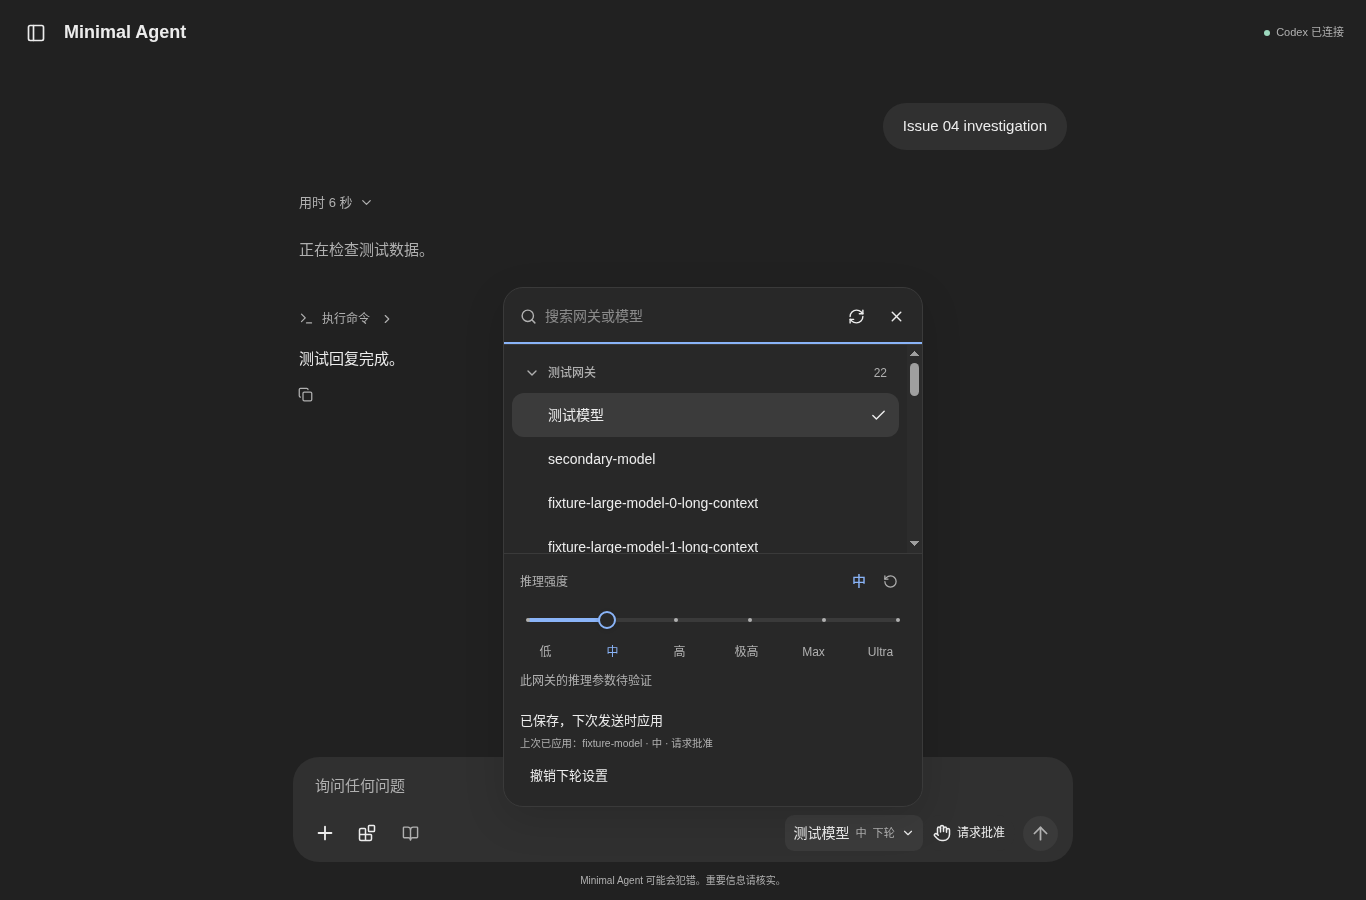 Minimal Agent
Codex 已连接
Issue 04 investigation
用时 6 秒
正在检查测试数据。
执行命令
测试回复完成。
搜索网关或模型
测试网关 22
测试模型
secondary-model
fixture-large-model-0-long-context
fixture-large-model-1-long-context
推理强度 中
低 中 高 极高 Max Ultra
此网关的推理参数待验证
已保存，下次发送时应用
上次已应用：fixture-model · 中 · 请求批准
撤销下轮设置
询问任何问题
测试模型 中 下轮 请求批准
Minimal Agent 可能会犯错。重要信息请核实。